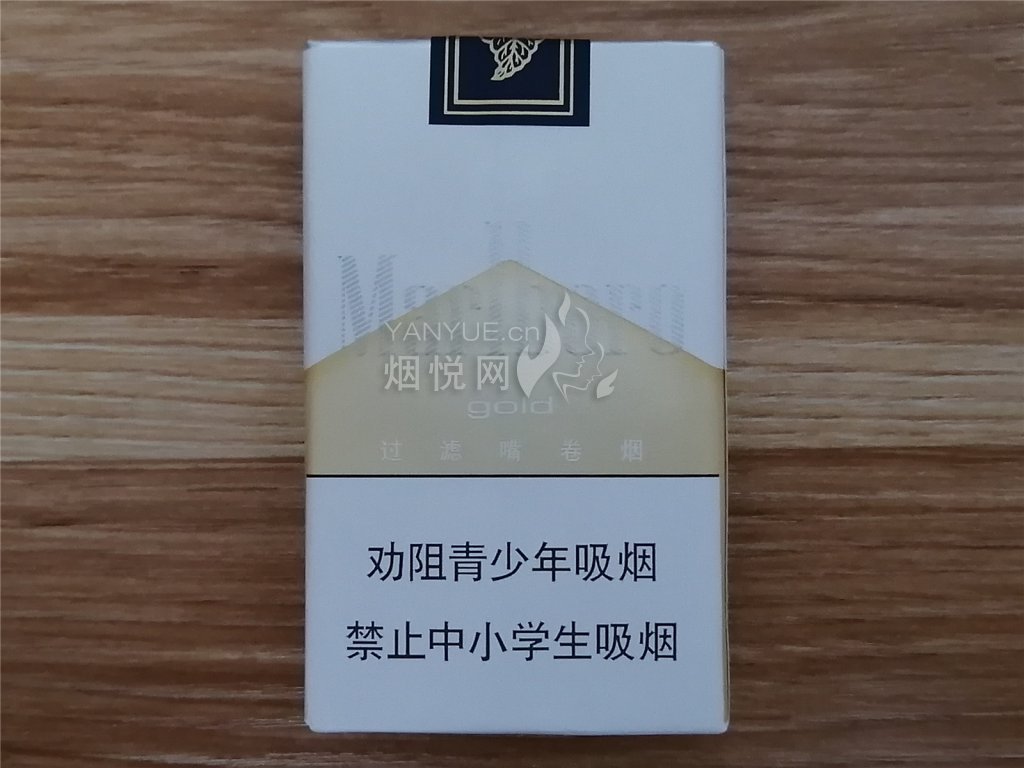 Marlboro
YANYUE.cn
烟悦网
gold
过滤嘴卷烟
劝阻青少年吸烟
禁止中小学生吸烟